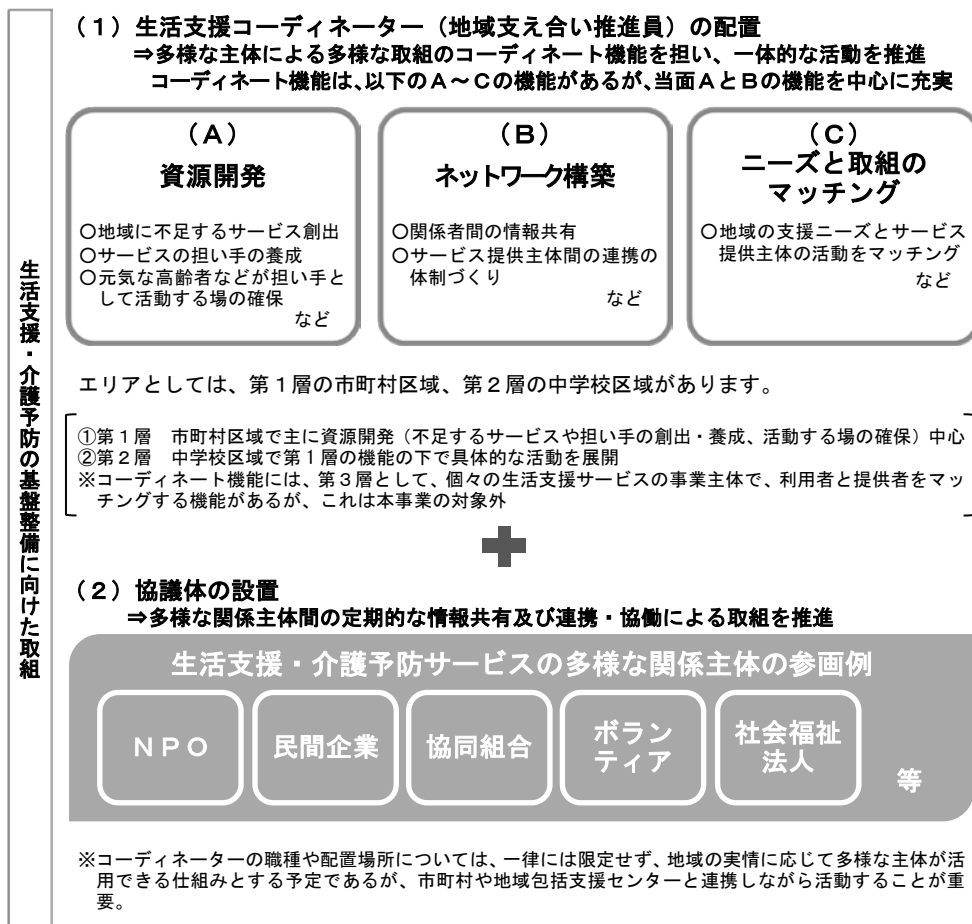 生活支援・介護予防の基盤整備に向けた取組
（１）生活支援コーディネーター（地域支え合い推進員）の配置
⇒多様な主体による多様な取組のコーディネート機能を担い、一体的な活動を推進
コーディネート機能は、以下のＡ～Ｃの機能があるが、当面ＡとＢの機能を中心に充実
（Ａ）
資源開発
○地域に不足するサービス創出
○サービスの担い手の養成
○元気な高齢者などが担い手と
して活動する場の確保
など
（Ｂ）
ネットワーク構築
○関係者間の情報共有
○サービス提供主体間の連携の
体制づくり
など
（Ｃ）
ニーズと取組の
マッチング
○地域の支援ニーズとサービス
提供主体の活動をマッチング
など
エリアとしては、第１層の市町村区域、第２層の中学校区域があります。
①第１層　市町村区域で主に資源開発（不足するサービスや担い手の創出・養成、活動する場の確保）中心
②第２層　中学校区域で第１層の機能の下で具体的な活動を展開
※コーディネート機能には、第３層として、個々の生活支援サービスの事業主体で、利用者と提供者をマッ
チングする機能があるが、これは本事業の対象外
（２）協議体の設置
⇒多様な関係主体間の定期的な情報共有及び連携・協働による取組を推進
生活支援・介護予防サービスの多様な関係主体の参画例
ＮＰＯ
民間企業
協同組合
ボラン
ティア
社会福祉
法人
等
※コーディネーターの職種や配置場所については、一律には限定せず、地域の実情に応じて多様な主体が活
用できる仕組みとする予定であるが、市町村や地域包括支援センターと連携しながら活動することが重
要。